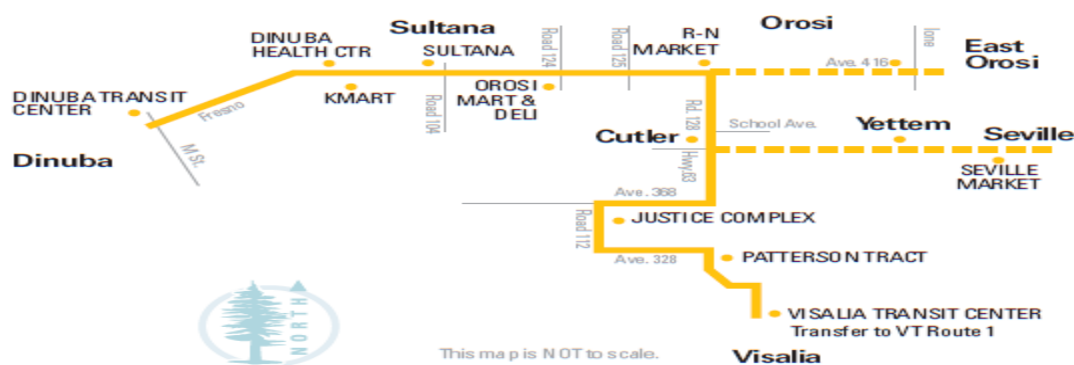 Sultana
Orosi
DINUBA
HEALTH CTR
SULTANA
Road 124
Road 125
R-N
MARKET
Ione
East
Orosi
Ave. 416
DINUBA TRANSIT
CENTER
Fresno
KMART
Road 104
OROSI
MART &
DELI
Rd. 128
School Ave.
Cutler
Yettem
Seville
Dinuba
M St.
Hwy.63
SEVILLE
MARKET
Ave. 368
Road 112
JUSTICE COMPLEX
Ave. 328
PATTERSON TRACT
NORTH
VISALIA TRANSIT CENTER
Transfer to VT Route 1
This map is NOT to scale.
Visalia